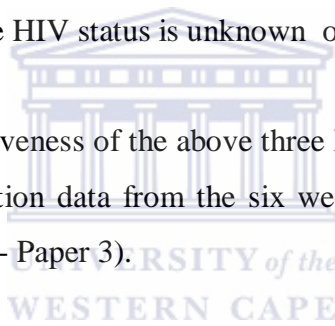 e HIV status is unknown o
iveness of the above three
tion data from the six we
- Paper 3).
UNIVERSITY of the
WESTERN CAPE